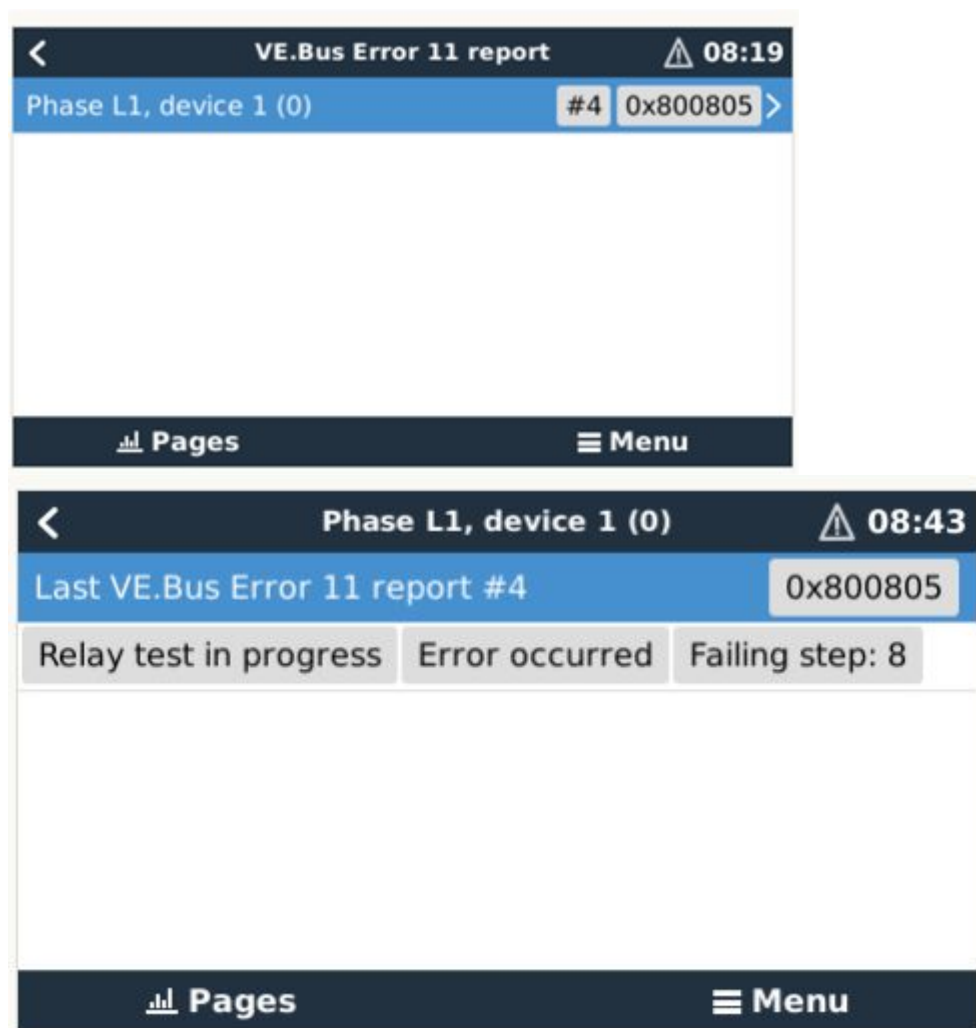 VE.Bus Error 11 report 08:19
Phase L1, device 1 (0) #4 0x800805
Pages Menu
Phase L1, device 1 (0) 08:43
Last VE.Bus Error 11 report #4 0x800805
Relay test in progress Error occurred Failing step: 8
Pages Menu